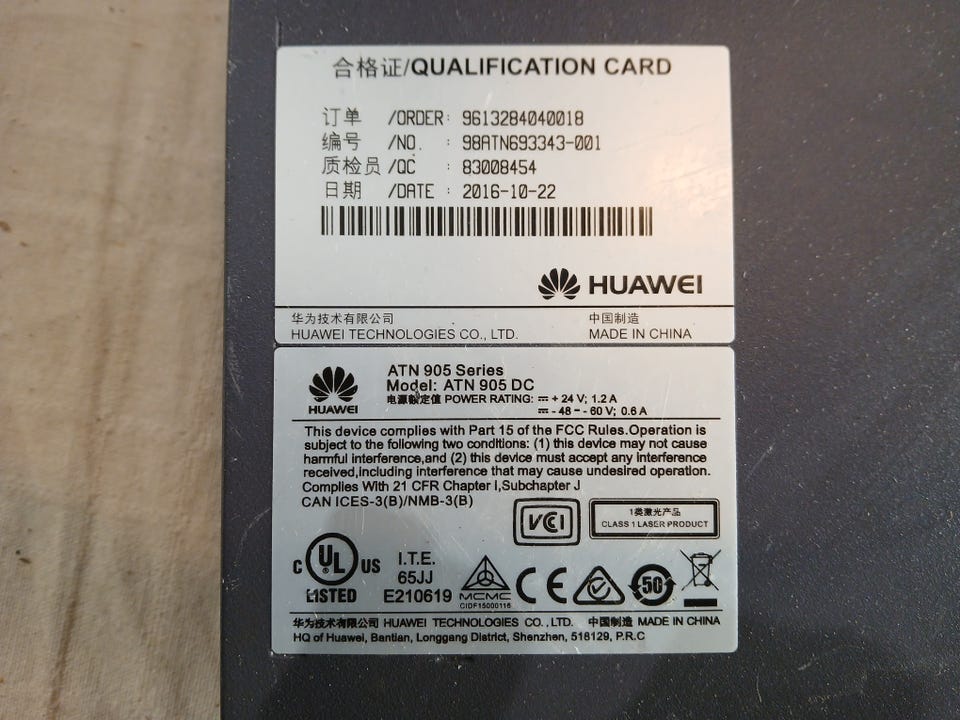 合格证/QUALIFICATION CARD
订单 /ORDER: 9613284040018
编号 /NO. : 98ATN693343-001
质检员 /QC : 83008454
日期 /DATE : 2016-10-22
HUAWEI
华为技术有限公司 中国制造
HUAWEI TECHNOLOGIES CO., LTD. MADE IN CHINA
HUAWEI
ATN 905 Series
Model: ATN 905 DC
电源额定值 POWER RATING: ⎓ + 24 V; 1.2 A
⎓ - 48 - - 60 V; 0.6 A
This device complies with Part 15 of the FCC Rules.Operation is
subject to the following two conditions: (1) this device may not cause
harmful interference,and (2) this device must accept any interference
received,including interference that may cause undesired operation.
Complies With 21 CFR Chapter I,Subchapter J
CAN ICES-3(B)/NMB-3(B)
VCCI
1类激光产品
CLASS 1 LASER PRODUCT
C UL ® US
LISTED
I.T.E.
65JJ
E210619
MCMC
CIDF15000116
CE
50
华为技术有限公司 HUAWEI TECHNOLOGIES CO.,LTD. 中国制造 MADE IN CHINA
HQ of Huawei, Bantian, Longgang District, Shenzhen, 518129, P.R.C